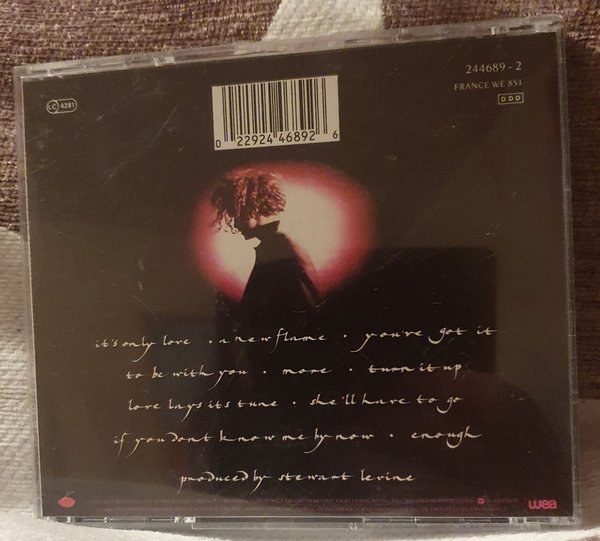 244689 - 2
FRANCE WE 851
DDD
LC 4281
0 22924 46892 6
it's only love · a new flame · you've got it
to be with you · more · turn it up
love lays its tune · she'll have to go
if you don't know me by now · enough
produced by stewart levine
wea